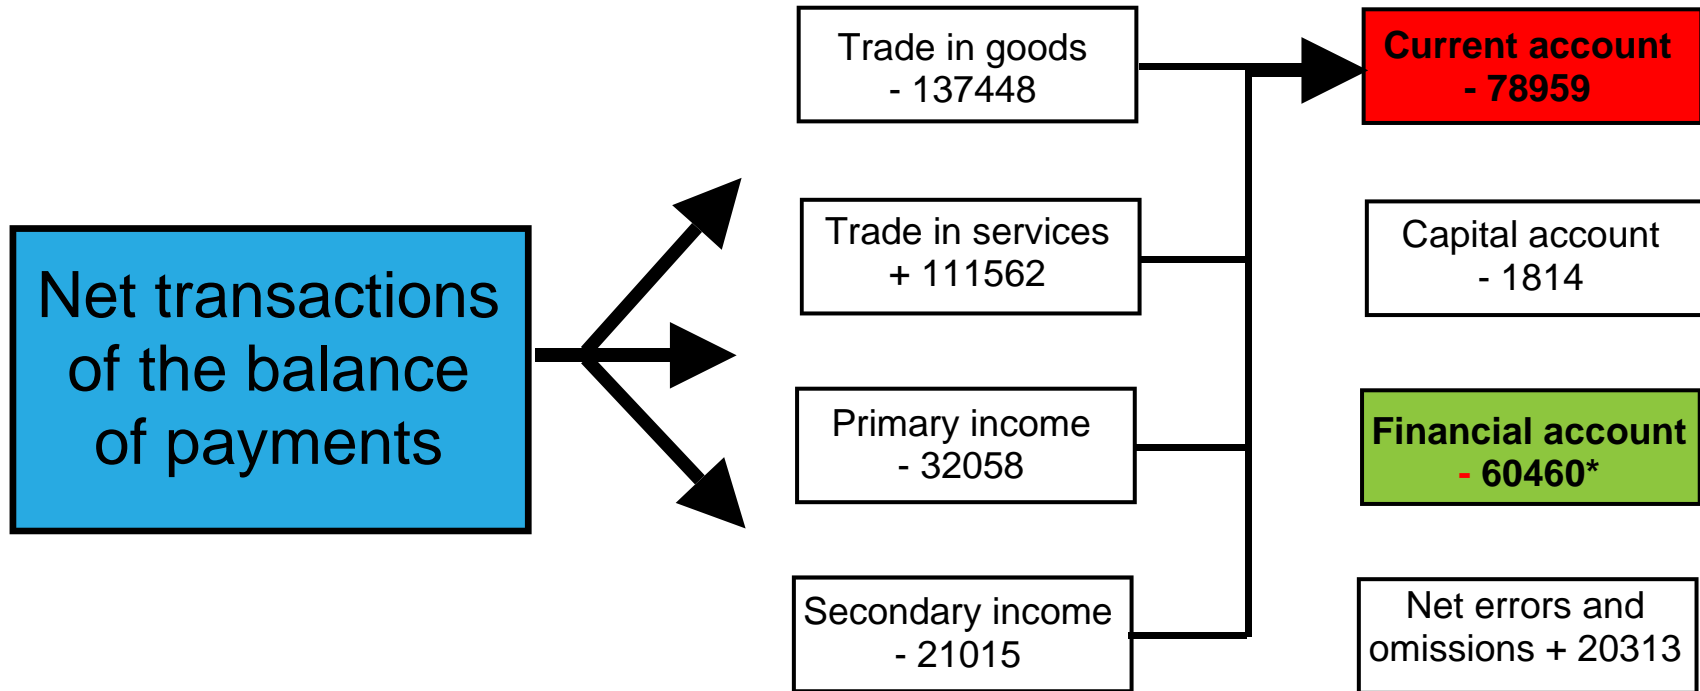 Net transactions
of the balance
of payments
Trade in goods
- 137448
Trade in services
+ 111562
Primary income
- 32058
Secondary income
- 21015
Current account
- 78959
Capital account
- 1814
Financial account
- 60460*
Net errors and
omissions + 20313